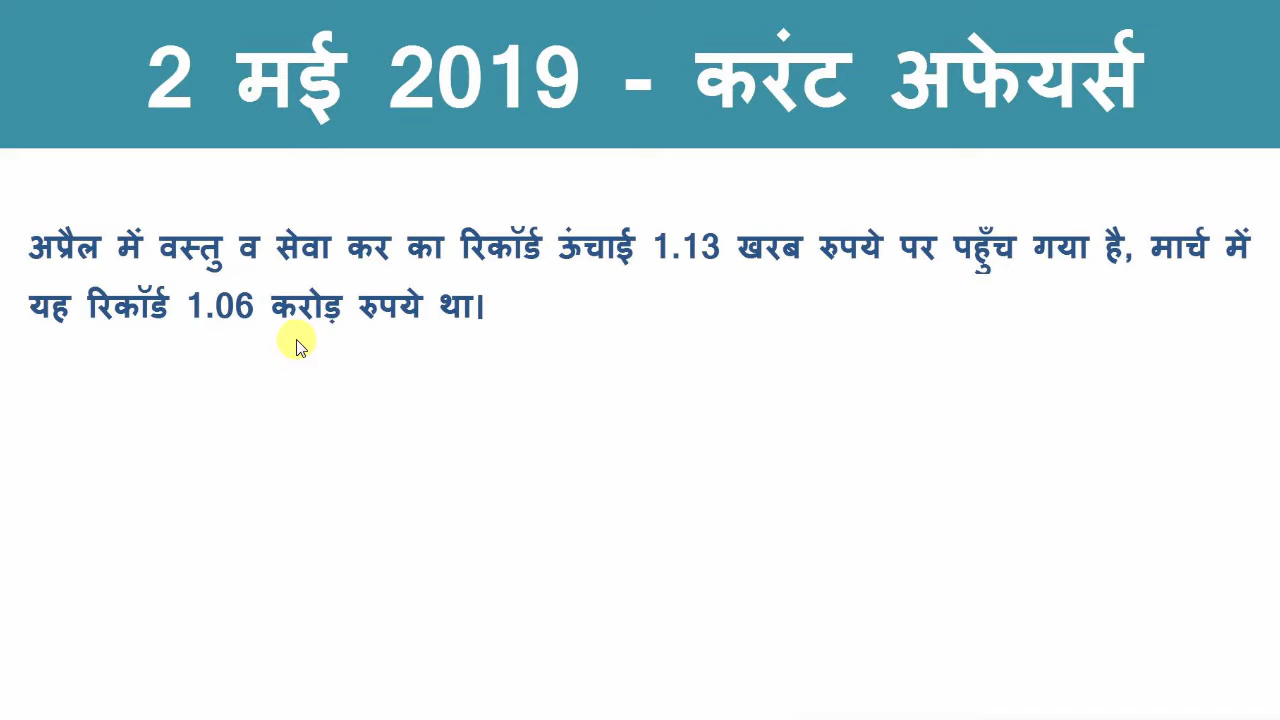 2 मई 2019 - करंट अफेयर्स
अप्रैल में वस्तु व सेवा कर का रिकॉर्ड ऊंचाई 1.13 खरब रुपये पर पहुँच गया है, मार्च में
यह रिकॉर्ड 1.06 करोड़ रुपये था।